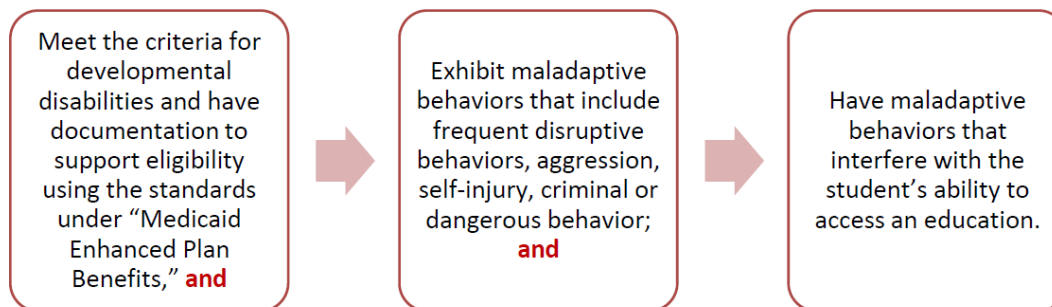 Meet the criteria for
developmental
disabilities and have
documentation to
support eligibility
using the standards
under “Medicaid
Enhanced Plan
Benefits,” and
Exhibit maladaptive
behaviors that include
frequent disruptive
behaviors, aggression,
self-injury, criminal or
dangerous behavior;
and
Have maladaptive
behaviors that
interfere with the
student’s ability to
access an education.